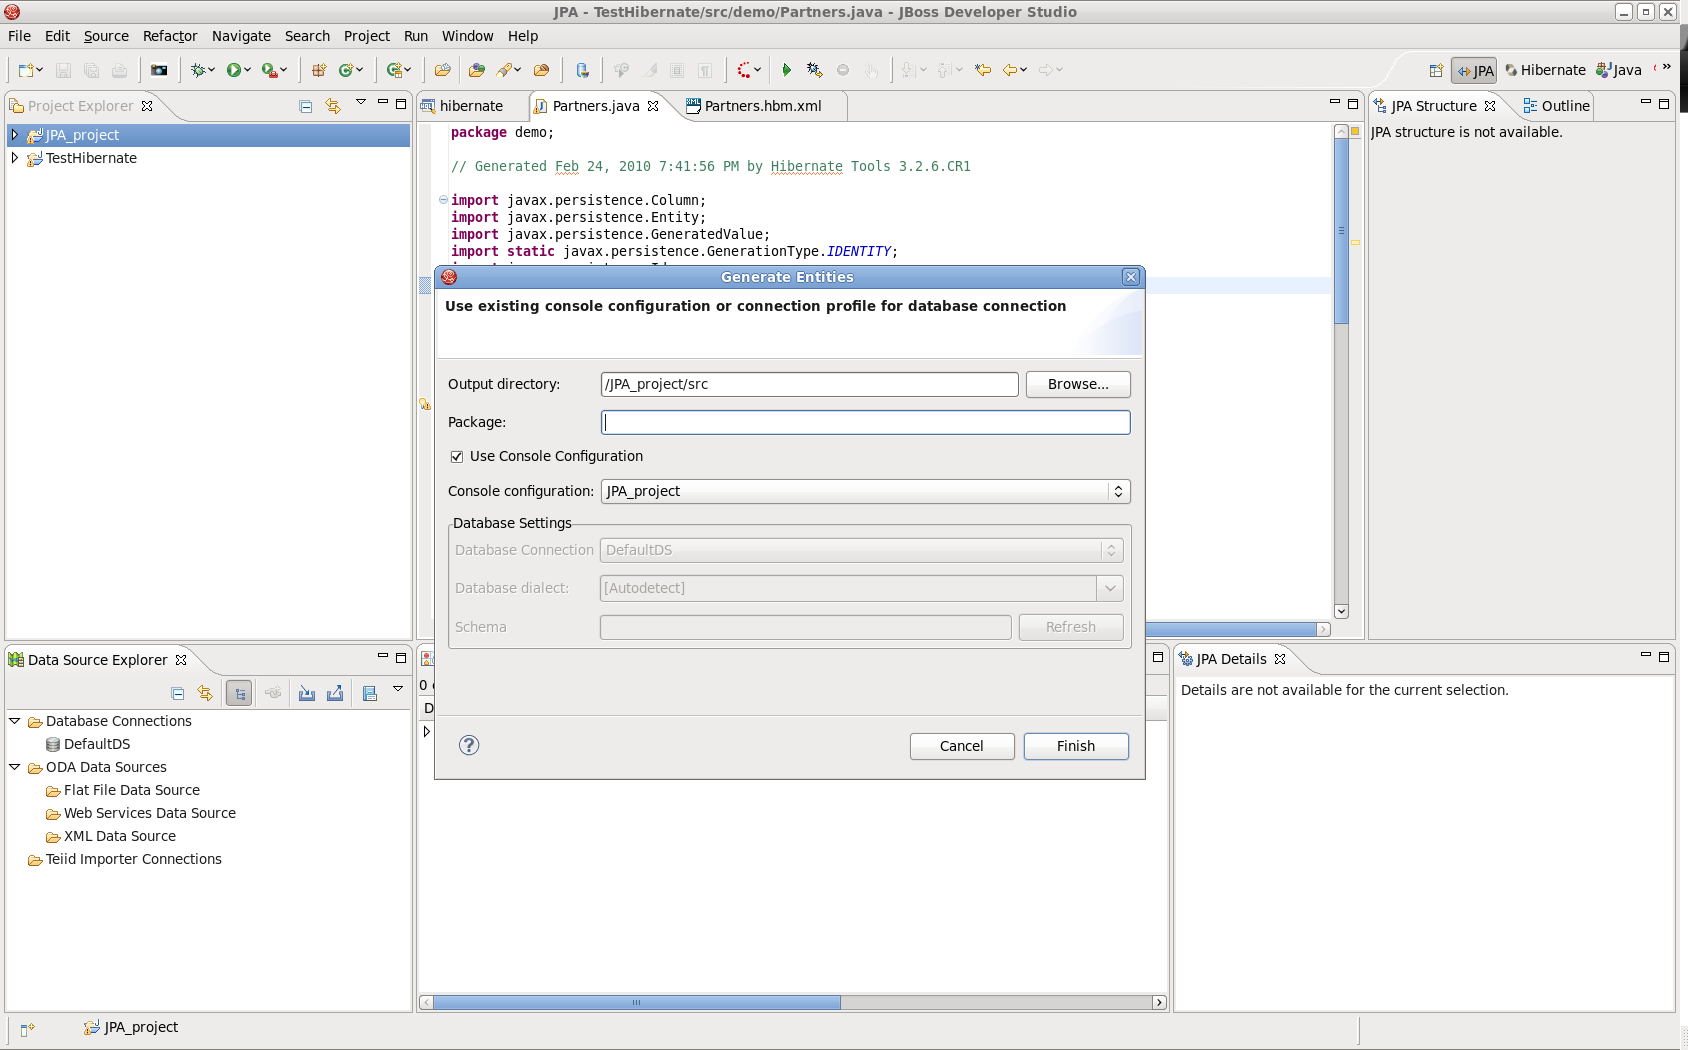 JPA - TestHibernate/src/demo/Partners.java - JBoss Developer Studio
File Edit Source Refactor Navigate Search Project Run Window Help
JPA Hibernate Java »
Project Explorer
JPA_project
TestHibernate
hibernate Partners.java Partners.hbm.xml
package demo;
// Generated Feb 24, 2010 7:41:56 PM by Hibernate Tools 3.2.6.CR1
import javax.persistence.Column;
import javax.persistence.Entity;
import javax.persistence.GeneratedValue;
import static javax.persistence.GenerationType.IDENTITY;
JPA Structure Outline
JPA structure is not available.
Generate Entities
Use existing console configuration or connection profile for database connection
Output directory: /JPA_project/src Browse...
Package:
Use Console Configuration
Console configuration: JPA_project
Database Settings
Database Connection DefaultDS
Database dialect: [Autodetect]
Schema Refresh
? Cancel Finish
Data Source Explorer
Database Connections
DefaultDS
ODA Data Sources
Flat File Data Source
Web Services Data Source
XML Data Source
Teiid Importer Connections
0
D
JPA Details
Details are not available for the current selection.
JPA_project